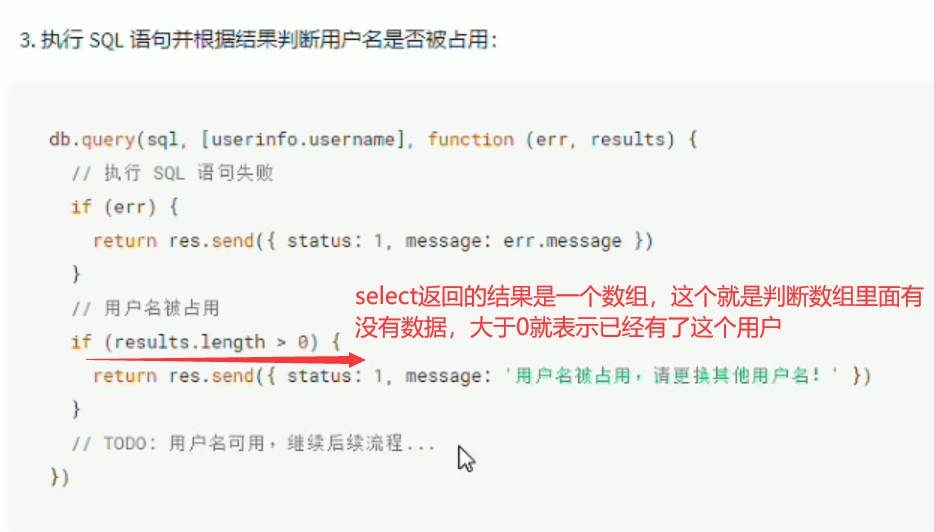 3. 执行 SQL 语句并根据结果判断用户名是否被占用：
db.query(sql, [userinfo.username], function (err, results) {
// 执行 SQL 语句失败
if (err) {
return res.send({ status: 1, message: err.message })
}
// 用户名被占用
select返回的结果是一个数组，这个就是判断数组里面有
没有数据，大于0就表示已经有了这个用户
if (results.length > 0) {
return res.send({ status: 1, message: '用户名被占用，请更换其他用户名！' })
}
// TODO: 用户名可用，继续后续流程...
})